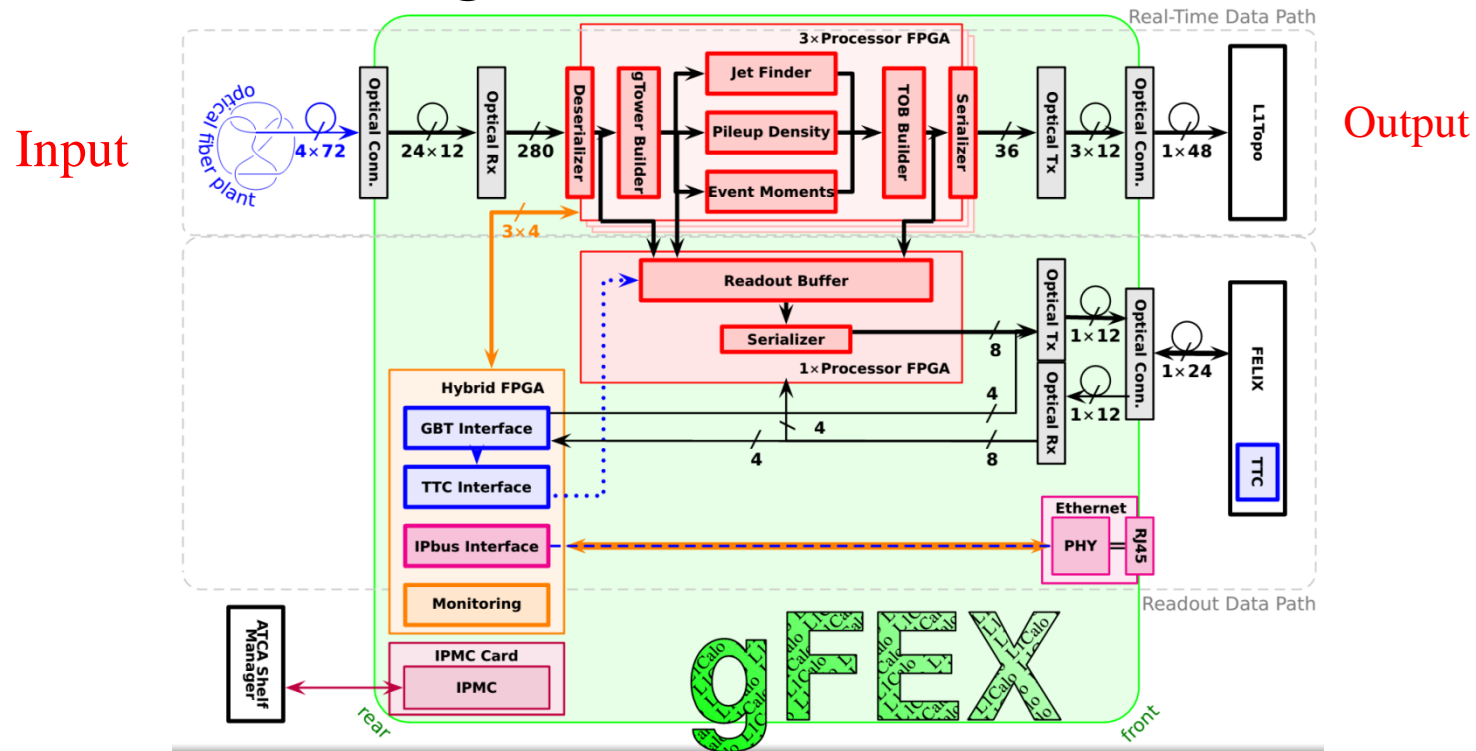 Real-Time Data Path
Input
Output
optical
fiber plant
4×72
Optical Conn.
24×12
Optical Rx
280
3×Processor FPGA
Deserializer
gTower Builder
Jet Finder
Pileup Density
Event Moments
TOB Builder
Serializer
36
Optical Tx
3×12
Optical Conn.
1×48
L1Topo
3×4
Readout Buffer
Serializer
1×Processor FPGA
8
4
4
4
8
Optical Tx
Optical Rx
1×12
1×12
Optical Conn.
1×24
FELIX
TTC
Hybrid FPGA
GBT Interface
TTC Interface
IPbus Interface
Monitoring
Ethernet
PHY
RJ45
Readout Data Path
ATCA Shelf
Manager
IPMC Card
IPMC
rear
front
gFEX
L1Calo